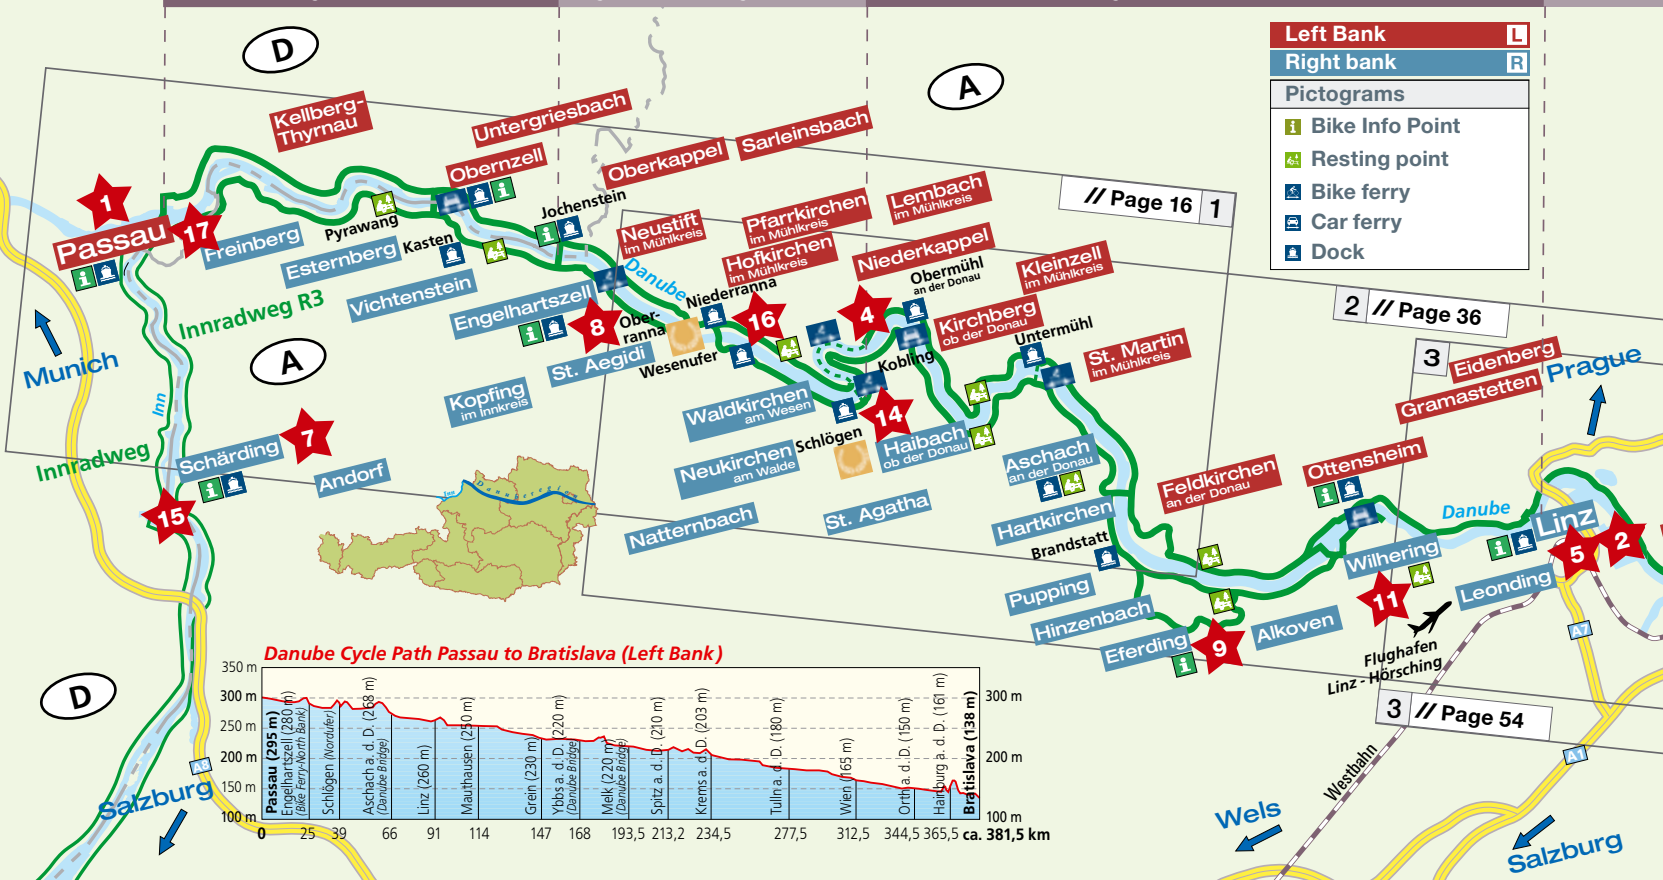 Left Bank L
Right bank R
Pictograms
Bike Info Point
Resting point
Bike ferry
Car ferry
Dock
D
A
A
D
Kellberg-
Thyrnau
Untergriesbach
Obernzell
Oberkappel
Sarleinsbach
Jochenstein
Neustift
im Mühlkreis
Pfarrkirchen
im Mühlkreis
Lembach
im Mühlkreis
// Page 16 1
1
Passau
17
Freinberg
Pyrawang
Esternberg
Kasten
Vichtenstein
Engelhartszell
8
Danube
Hofkirchen
im Mühlkreis
Niederkappel
Obermühl
an der Donau
Kleinzell
im Mühlkreis
Niederranna
Ober-
ranna
16
4
Kirchberg
ob der Donau
Untermühl
St. Martin
im Mühlkreis
2 // Page 36
3
Eidenberg
Gramastetten
Prague
Innradweg R3
Munich
Inn
Innradweg
Schärding
7
Andorf
15
Kopfing
im Innkreis
St. Aegidi
Wesenufer
Kobling
Waldkirchen
am Wesen
Schlögen
14
Haibach
ob der Donau
Neukirchen
am Walde
St. Agatha
Natternbach
Inn
Donauregion
Aschach
an der Donau
Feldkirchen
an der Donau
Ottensheim
Hartkirchen
Brandstatt
Pupping
Hinzenbach
Eferding
9
Alkoven
Wilhering
11
Danube
Linz
5
2
Leonding
Flughafen
Linz - Hörsching
3 // Page 54
A7
A1
A8
Westbahn
Wels
Salzburg
Salzburg
Danube Cycle Path Passau to Bratislava (Left Bank)
350 m
300 m
250 m
200 m
150 m
100 m
300 m
200 m
100 m
Passau (295 m)
Engelhartszell (280 m)
(Bike Ferry-North Bank)
Schlögen (Nordufer)
Aschach a. d. D. (268 m)
(Danube Bridge)
Linz (260 m)
Mauthausen (250 m)
Grein (230 m)
Ybbs a. d. D. (220 m)
(Danube Bridge)
Melk (220 m)
(Danube Bridge)
Spitz a. d. D. (210 m)
Krems a. d. D. (203 m)
Tulln a. d. D. (180 m)
Wien (165 m)
Orth a. d. D. (150 m)
Hainburg a. d. D. (161 m)
Bratislava (138 m)
0 25 39 66 91 114 147 168 193,5 213,2 234,5 277,5 312,5 344,5 365,5 ca. 381,5 km